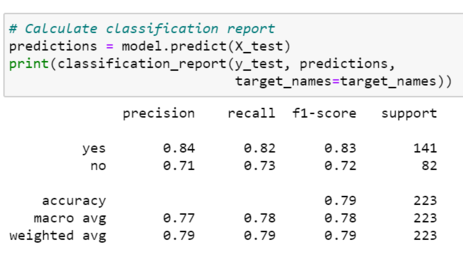 # Calculate classification report
predictions = model.predict(X_test)
print(classification_report(y_test, predictions,
target_names=target_names))
precision recall f1-score support
yes 0.84 0.82 0.83 141
no 0.71 0.73 0.72 82
accuracy 0.79 223
macro avg 0.77 0.78 0.78 223
weighted avg 0.79 0.79 0.79 223